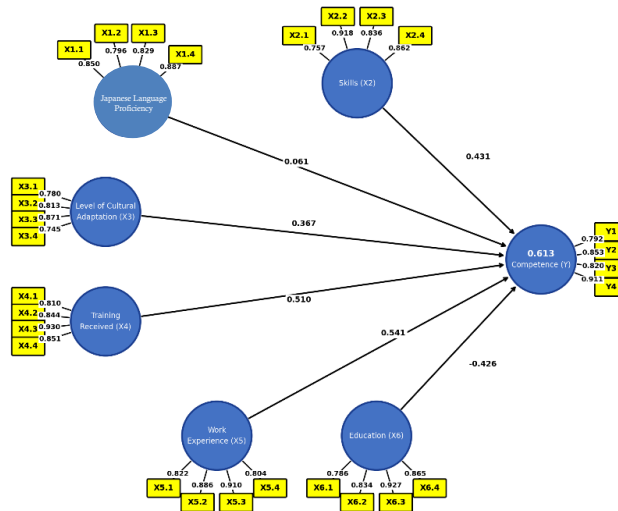 X1.1
X1.2
X1.3
X1.4
0.850
0.796
0.829
0.887
Japanese Language
Proficiency
X2.1
X2.2
X2.3
X2.4
0.757
0.918
0.836
0.862
Skills (X2)
0.431
0.061
X3.1
X3.2
X3.3
X3.4
0.780
0.813
0.871
0.745
Level of Cultural
Adaptation (X3)
0.367
0.613
Competence (Y)
0.792
0.853
0.820
0.911
Y1
Y2
Y3
Y4
X4.1
X4.2
X4.3
X4.4
0.810
0.844
0.930
0.851
Training
Received (X4)
0.510
0.541
-0.426
Work
Experience (X5)
0.822
0.886
0.910
0.804
X5.1
X5.2
X5.3
X5.4
Education (X6)
0.786
0.834
0.927
0.865
X6.1
X6.2
X6.3
X6.4